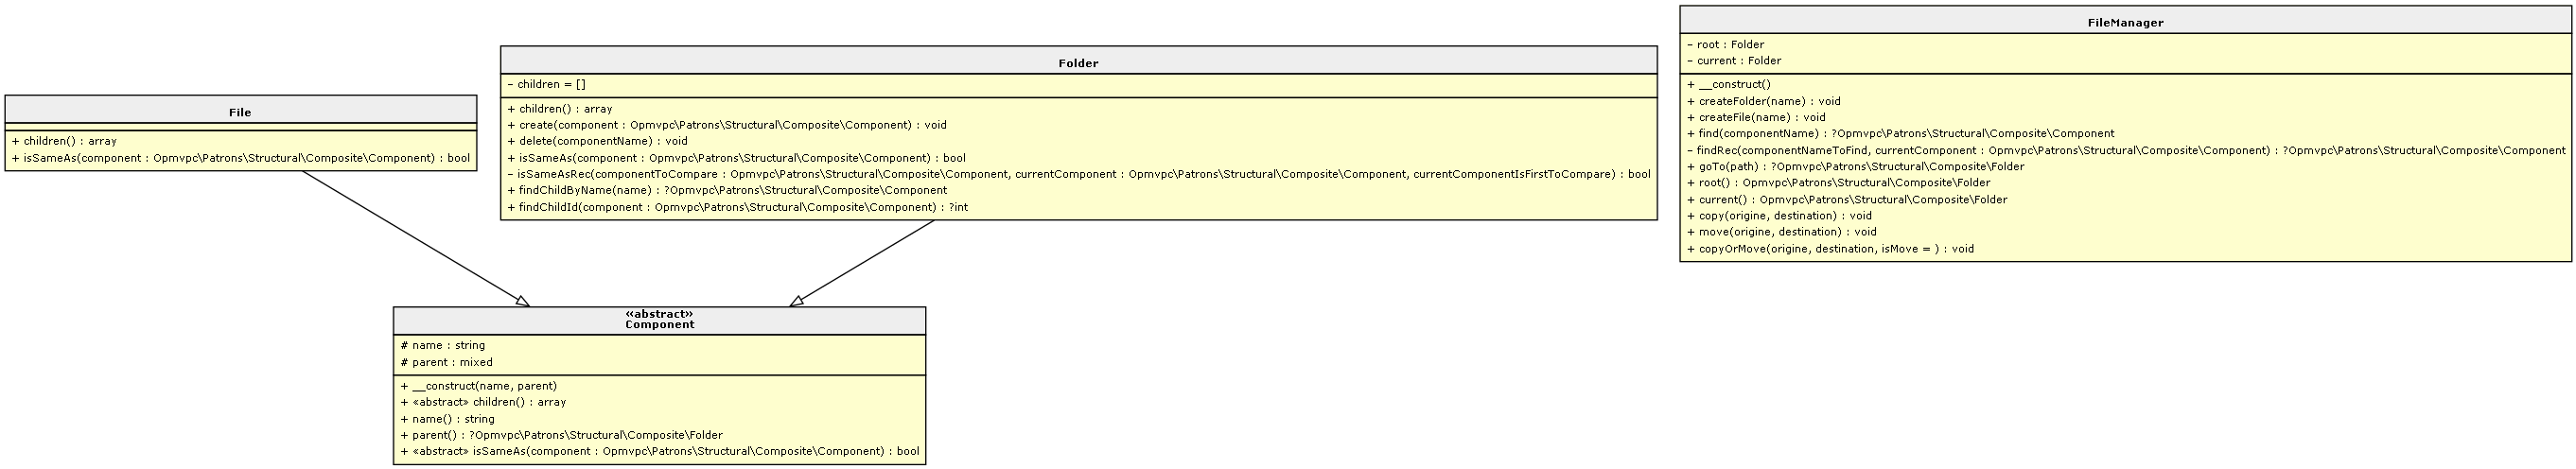 File
+ children() : array
+ isSameAs(component : Opmvpc\Patrons\Structural\Composite\Component) : bool
Folder
- children = []
+ children() : array
+ create(component : Opmvpc\Patrons\Structural\Composite\Component) : void
+ delete(componentName) : void
+ isSameAs(component : Opmvpc\Patrons\Structural\Composite\Component) : bool
- isSameAsRec(componentToCompare : Opmvpc\Patrons\Structural\Composite\Component, currentComponent : Opmvpc\Patrons\Structural\Composite\Component, currentComponentIsFirstToCompare) : bool
+ findChildByName(name) : ?Opmvpc\Patrons\Structural\Composite\Component
+ findChildId(component : Opmvpc\Patrons\Structural\Composite\Component) : ?int
FileManager
- root : Folder
- current : Folder
+ __construct()
+ createFolder(name) : void
+ createFile(name) : void
+ find(componentName) : ?Opmvpc\Patrons\Structural\Composite\Component
- findRec(componentNameToFind, currentComponent : Opmvpc\Patrons\Structural\Composite\Component) : ?Opmvpc\Patrons\Structural\Composite\Component
+ goTo(path) : ?Opmvpc\Patrons\Structural\Composite\Folder
+ root() : Opmvpc\Patrons\Structural\Composite\Folder
+ current() : Opmvpc\Patrons\Structural\Composite\Folder
+ copy(origine, destination) : void
+ move(origine, destination) : void
+ copyOrMove(origine, destination, isMove = ) : void
«abstract»
Component
# name : string
# parent : mixed
+ __construct(name, parent)
+ «abstract» children() : array
+ name() : string
+ parent() : ?Opmvpc\Patrons\Structural\Composite\Folder
+ «abstract» isSameAs(component : Opmvpc\Patrons\Structural\Composite\Component) : bool